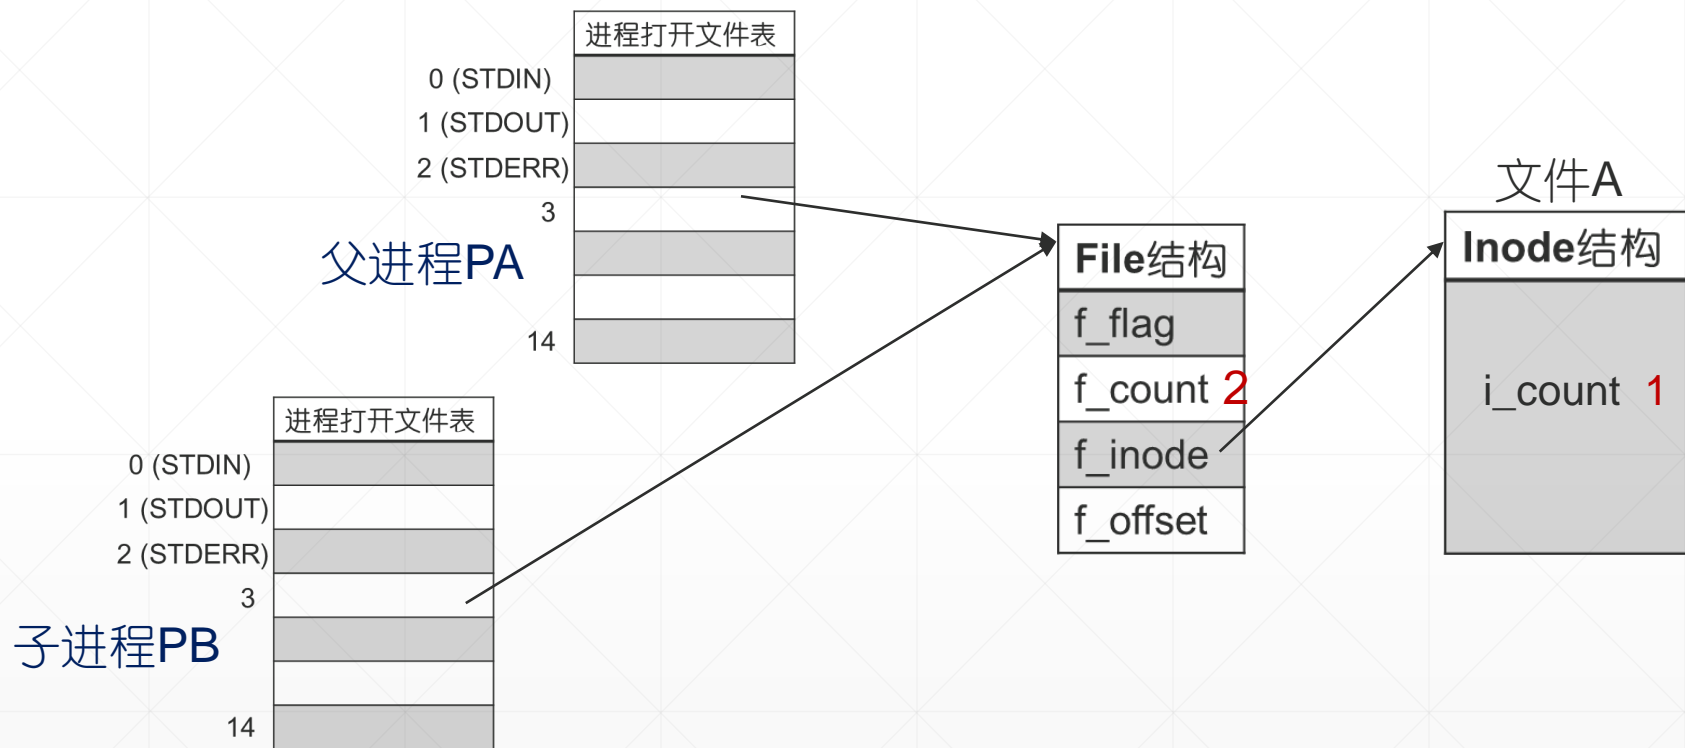 进程打开文件表
0 (STDIN)
1 (STDOUT)
2 (STDERR)
3
14
父进程PA
进程打开文件表
0 (STDIN)
1 (STDOUT)
2 (STDERR)
3
14
子进程PB
File结构
f_flag
f_count 2
f_inode
f_offset
文件A
Inode结构
i_count 1